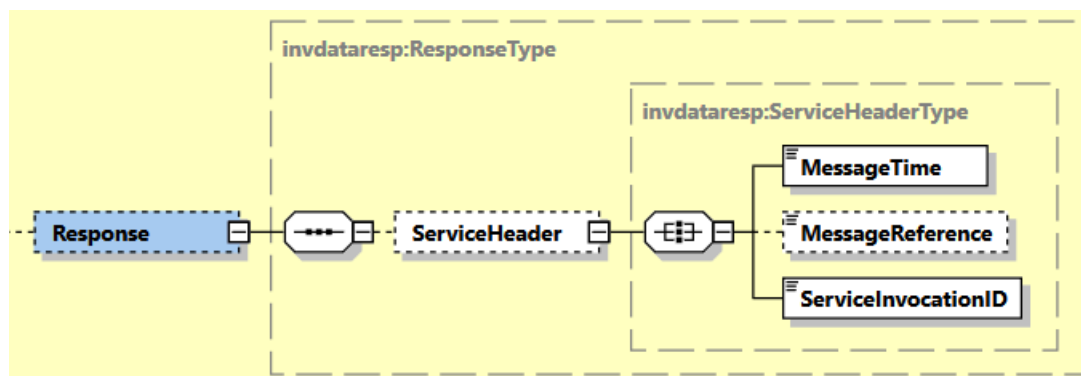 invdataresp:ResponseType
invdataresp:ServiceHeaderType
MessageTime
Response
ServiceHeader
MessageReference
ServiceInvocationID